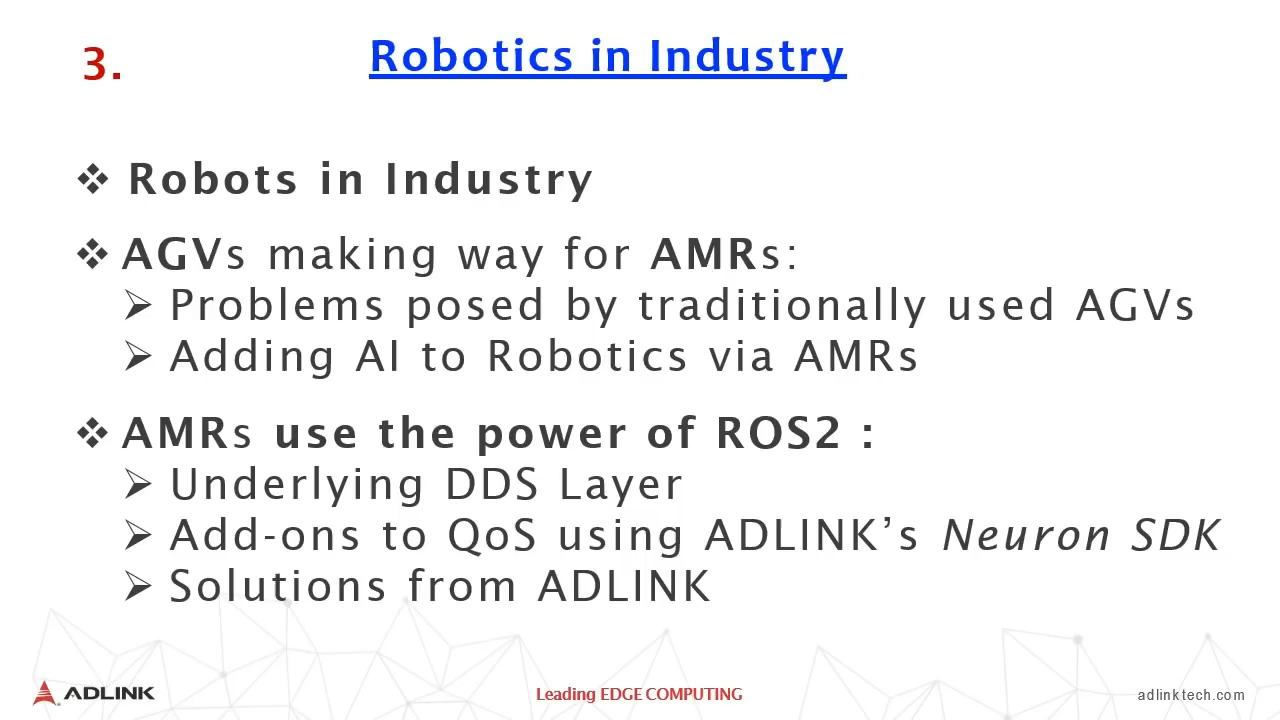 3. Robotics in Industry
❖ Robots in Industry
❖ AGVs making way for AMRs:
➢ Problems posed by traditionally used AGVs
➢ Adding AI to Robotics via AMRs
❖ AMRs use the power of ROS2 :
➢ Underlying DDS Layer
➢ Add-ons to QoS using ADLINK’s Neuron SDK
➢ Solutions from ADLINK
ADLINK Leading EDGE COMPUTING adlinktech.com